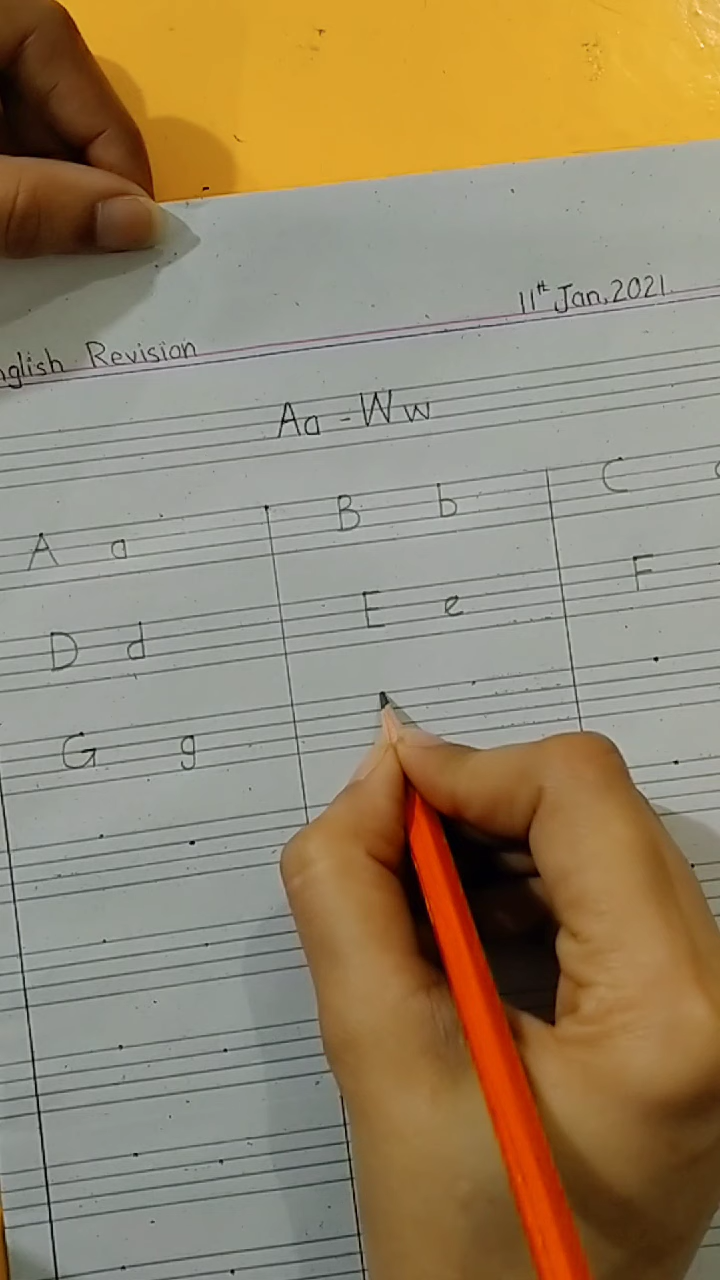 11th Jan, 2021
nglish Revision
Aa - Ww
A a B b C
D d E e F
G g